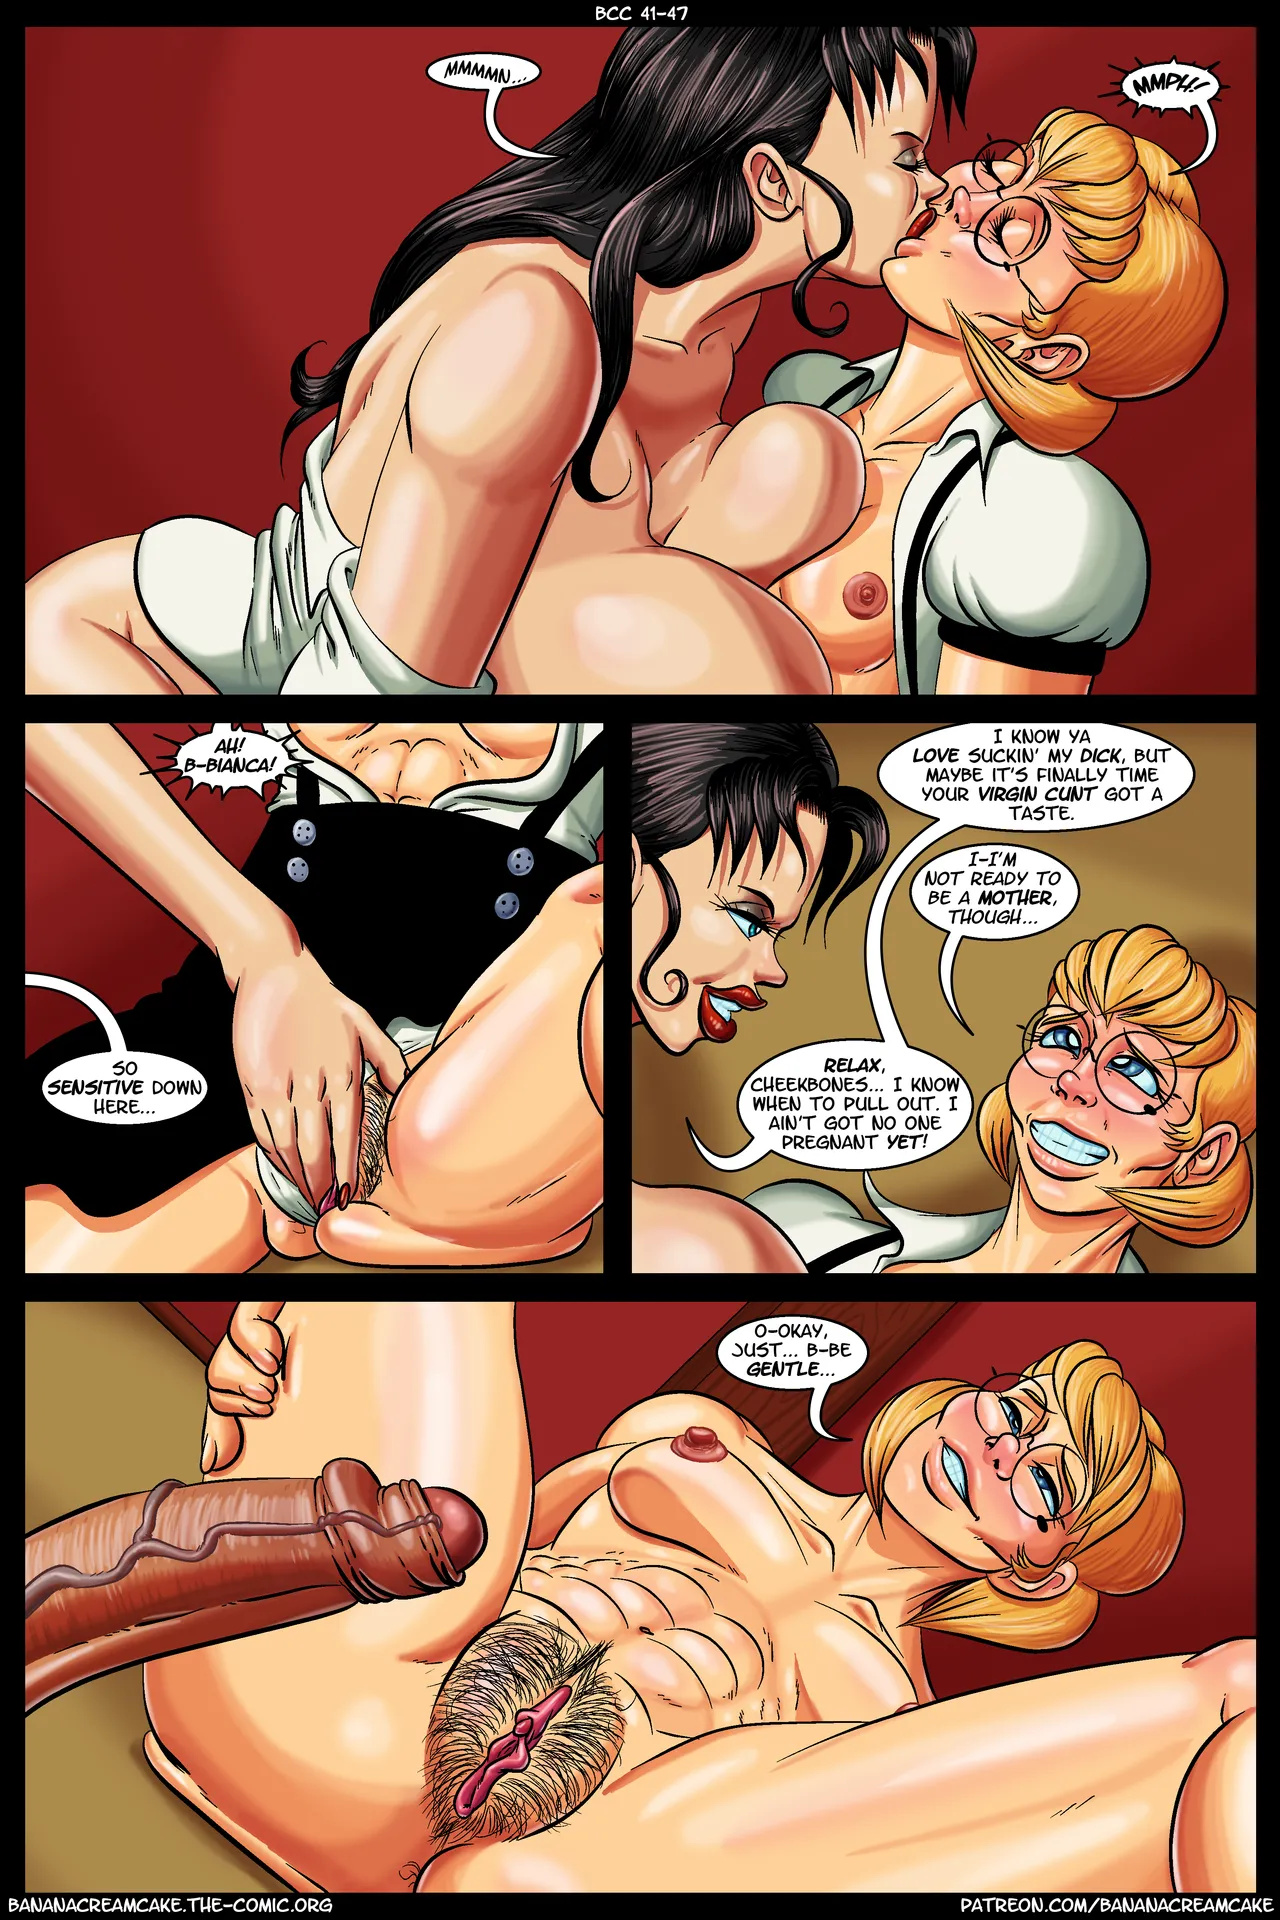 BCC 41-47
MMMMN...
MMPH!
AH!
B-BIANCA!
SO
SENSITIVE DOWN
HERE...
I KNOW YA
LOVE SUCKIN' MY DICK, BUT
MAYBE IT'S FINALLY TIME
YOUR VIRGIN CUNT GOT A
TASTE.
I-I'M
NOT READY TO
BE A MOTHER,
THOUGH...
RELAX,
CHEEKBONES... I KNOW
WHEN TO PULL OUT. I
AIN'T GOT NO ONE
PREGNANT YET!
O-OKAY,
JUST... B-BE
GENTLE...
BANANACREAMCAKE.THE-COMIC.ORG
PATREON.COM/BANANACREAMCAKE